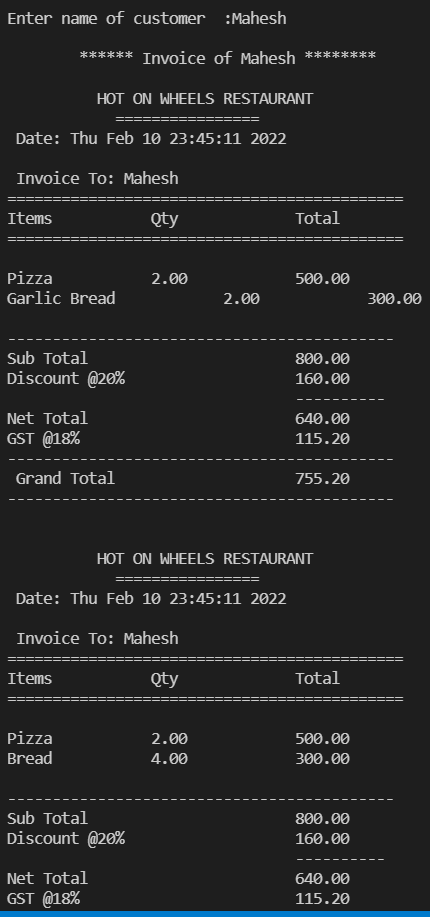 Enter name of customer  :Mahesh
****** Invoice of Mahesh ********
HOT ON WHEELS RESTAURANT
================
Date: Thu Feb 10 23:45:11 2022
Invoice To: Mahesh
============================================
Items           Qty             Total
============================================
Pizza           2.00            500.00
Garlic Bread            2.00            300.00
-------------------------------------------
Sub Total                       800.00
Discount @20%                   160.00
----------
Net Total                       640.00
GST @18%                        115.20
-------------------------------------------
Grand Total                    755.20
-------------------------------------------
HOT ON WHEELS RESTAURANT
================
Date: Thu Feb 10 23:45:11 2022
Invoice To: Mahesh
============================================
Items           Qty             Total
============================================
Pizza           2.00            500.00
Bread           4.00            300.00
-------------------------------------------
Sub Total                       800.00
Discount @20%                   160.00
----------
Net Total                       640.00
GST @18%                        115.20